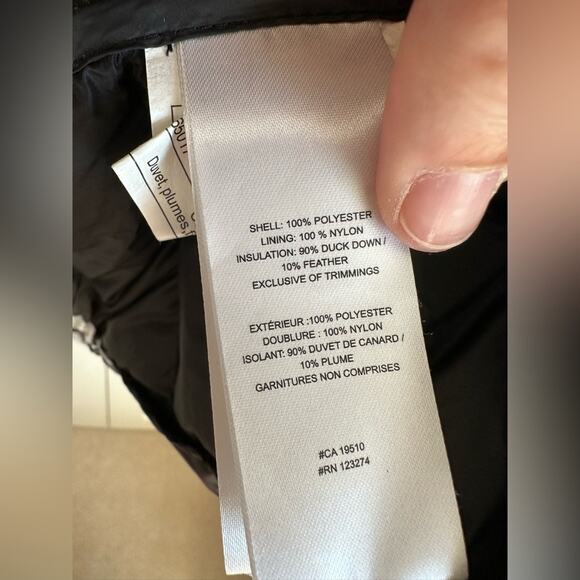 Duvet, plumes,
SHELL: 100% POLYESTER
LINING: 100 % NYLON
INSULATION: 90% DUCK DOWN /
10% FEATHER
EXCLUSIVE OF TRIMMINGS
EXTÉRIEUR :100% POLYESTER
DOUBLURE : 100% NYLON
ISOLANT: 90% DUVET DE CANARD /
10% PLUME
GARNITURES NON COMPRISES
#CA 19510
#RN 123274